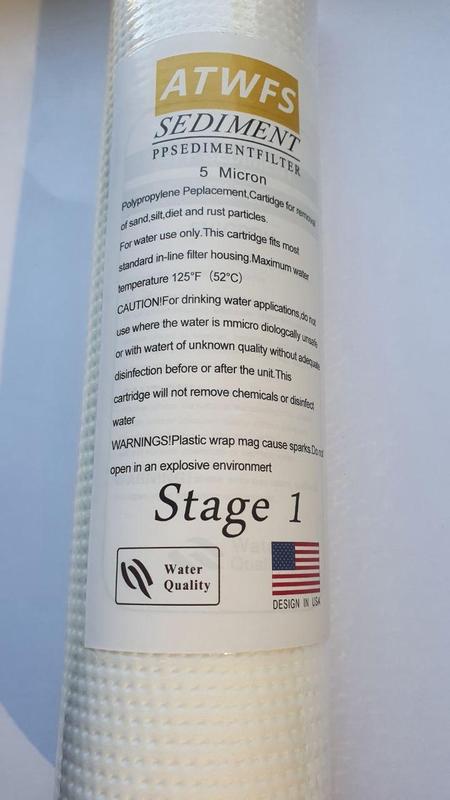 ATWFS
SEDIMENT
PPSEDIMENTFILTER
5 Micron
Polypropylene Peplacement,Cartidge for removal
of sand,silt,diet and rust particles.
For water use only.This cartridge fits most
standard in-line filter housing.Maximum water
temperature 125°F (52°C)
CAUTION!For drinking water applications,do not
use where the water is mmicro diologcally unsafe
or with watert of unknown quality without adequate
disinfection before or after the unit.This
cartridge will not remove chemicals or disinfect
water
WARNINGS!Plastic wrap mag cause sparks.Do not
open in an explosive environmert
Stage 1
Water
Quality
DESIGN IN USA